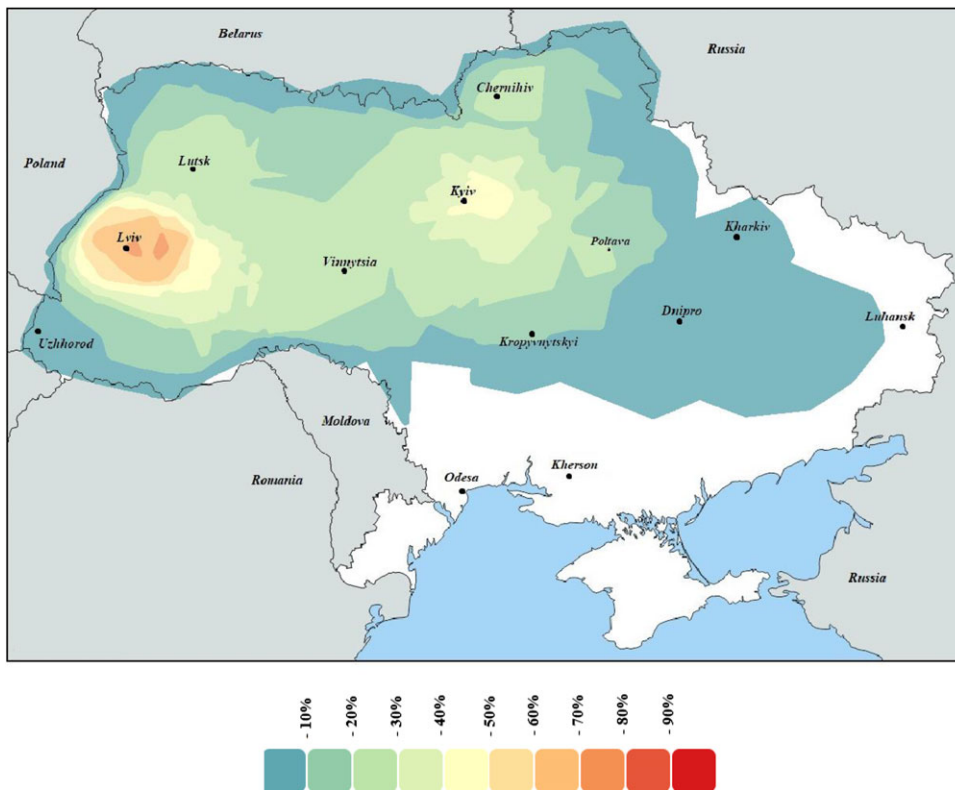 Belarus
Russia
Chernihiv
Poland
Lutsk
Kyiv
Lviv
Kharkiv
Poltava
Vinnytsia
Dnipro
Luhansk
Uzhhorod
Kropyvnytskyi
Moldova
Romania
Odesa
Kherson
Russia
- 10%
- 20%
- 30%
- 40%
- 50%
- 60%
- 70%
- 80%
- 90%